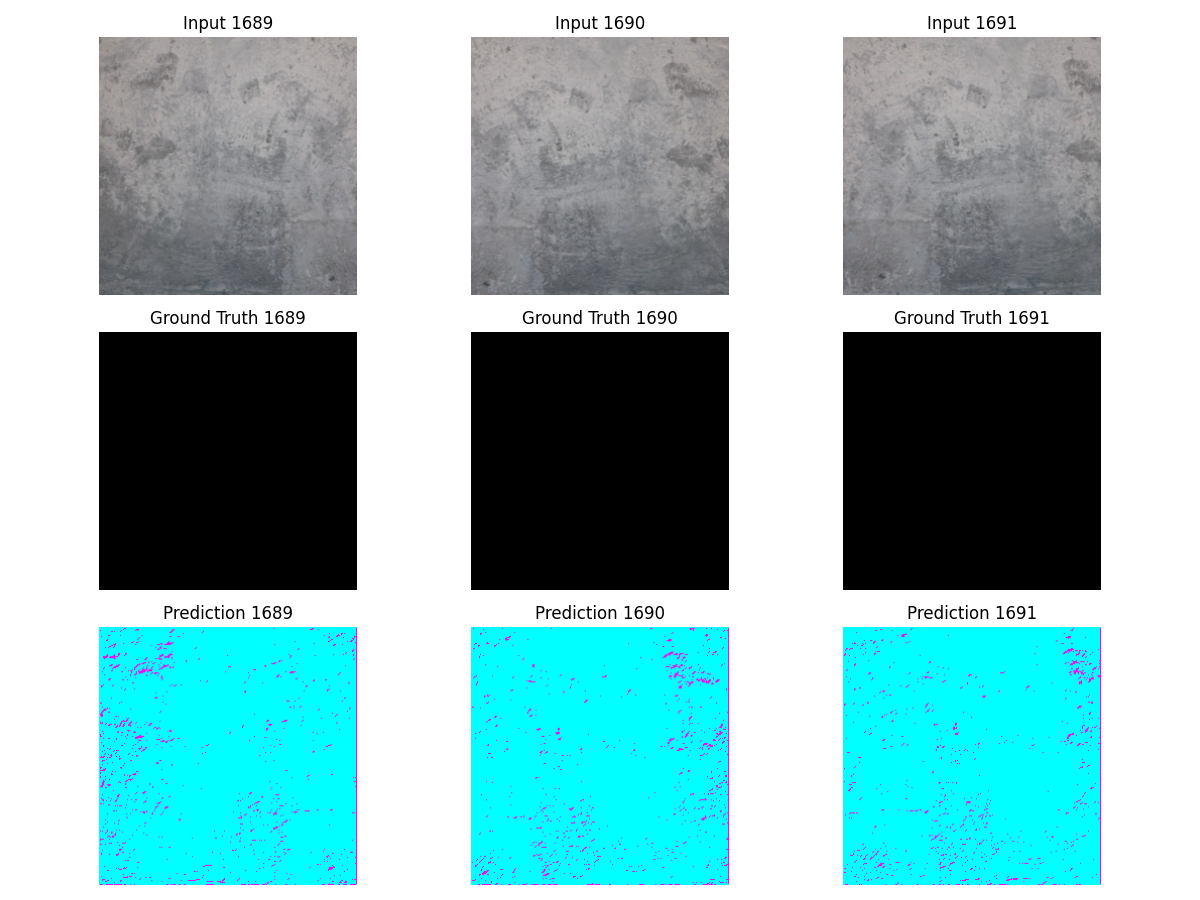 Input 1689
Input 1690
Input 1691
Ground Truth 1689
Ground Truth 1690
Ground Truth 1691
Prediction 1689
Prediction 1690
Prediction 1691